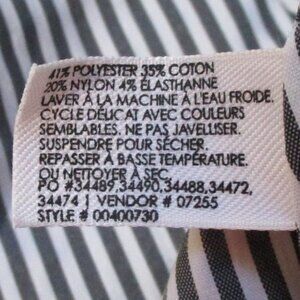 41% POLYESTER 35% COTON
20% NYLON 4% ÉLASTHANNE
LAVER À LA MACHINE À L'EAU FROIDE.
CYCLE DÉLICAT AVEC COULEURS
SEMBLABLES. NE PAS JAVELLISER.
SUSPENDRE POUR SÉCHER.
REPASSER À BASSE TEMPÉRATURE.
OU NETTOYER À SEC
PO #34489,34490,34488,34472,
34474 | VENDOR # 07255
STYLE # 00400730